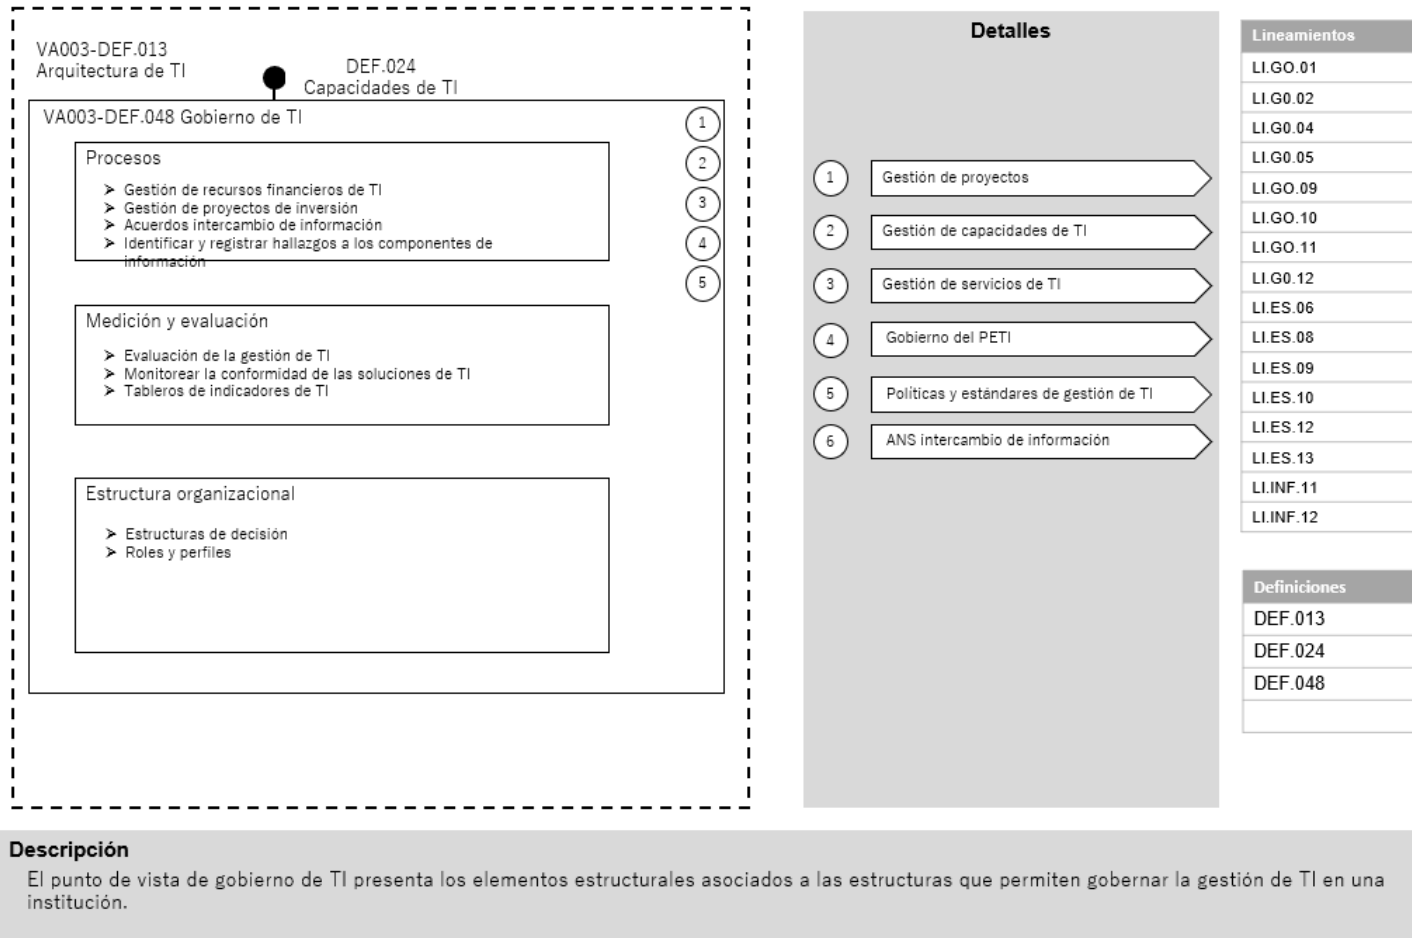 VA003-DEF.013
Arquitectura de TI
DEF.024
Capacidades de TI
VA003-DEF.048 Gobierno de TI
1
2
3
4
5
Procesos
➤ Gestión de recursos financieros de TI
➤ Gestión de proyectos de inversión
➤ Acuerdos intercambio de información
➤ Identificar y registrar hallazgos a los componentes de
información
Medición y evaluación
➤ Evaluación de la gestión de TI
➤ Monitorear la conformidad de las soluciones de TI
➤ Tableros de indicadores de TI
Estructura organizacional
➤ Estructuras de decisión
➤ Roles y perfiles
Detalles
1 Gestión de proyectos
2 Gestión de capacidades de TI
3 Gestión de servicios de TI
4 Gobierno del PETI
5 Políticas y estándares de gestión de TI
6 ANS intercambio de información
Lineamientos
LI.GO.01
LI.G0.02
LI.G0.04
LI.G0.05
LI.GO.09
LI.GO.10
LI.GO.11
LI.G0.12
LI.ES.06
LI.ES.08
LI.ES.09
LI.ES.10
LI.ES.12
LI.ES.13
LI.INF.11
LI.INF.12
Definiciones
DEF.013
DEF.024
DEF.048
Descripción
El punto de vista de gobierno de TI presenta los elementos estructurales asociados a las estructuras que permiten gobernar la gestión de TI en una
institución.